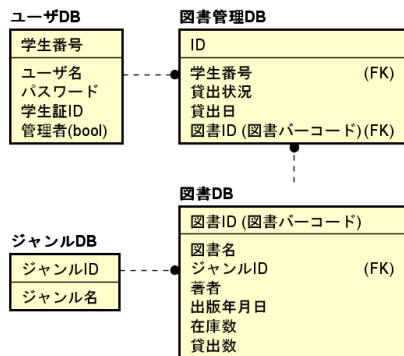 ユーザDB
学生番号
ユーザ名
パスワード
学生証ID
管理者(bool)
図書管理DB
ID
学生番号 (FK)
貸出状況
貸出日
図書ID (図書バーコード) (FK)
ジャンルDB
ジャンルID
ジャンル名
図書DB
図書ID (図書バーコード)
図書名
ジャンルID (FK)
著者
出版年月日
在庫数
貸出数